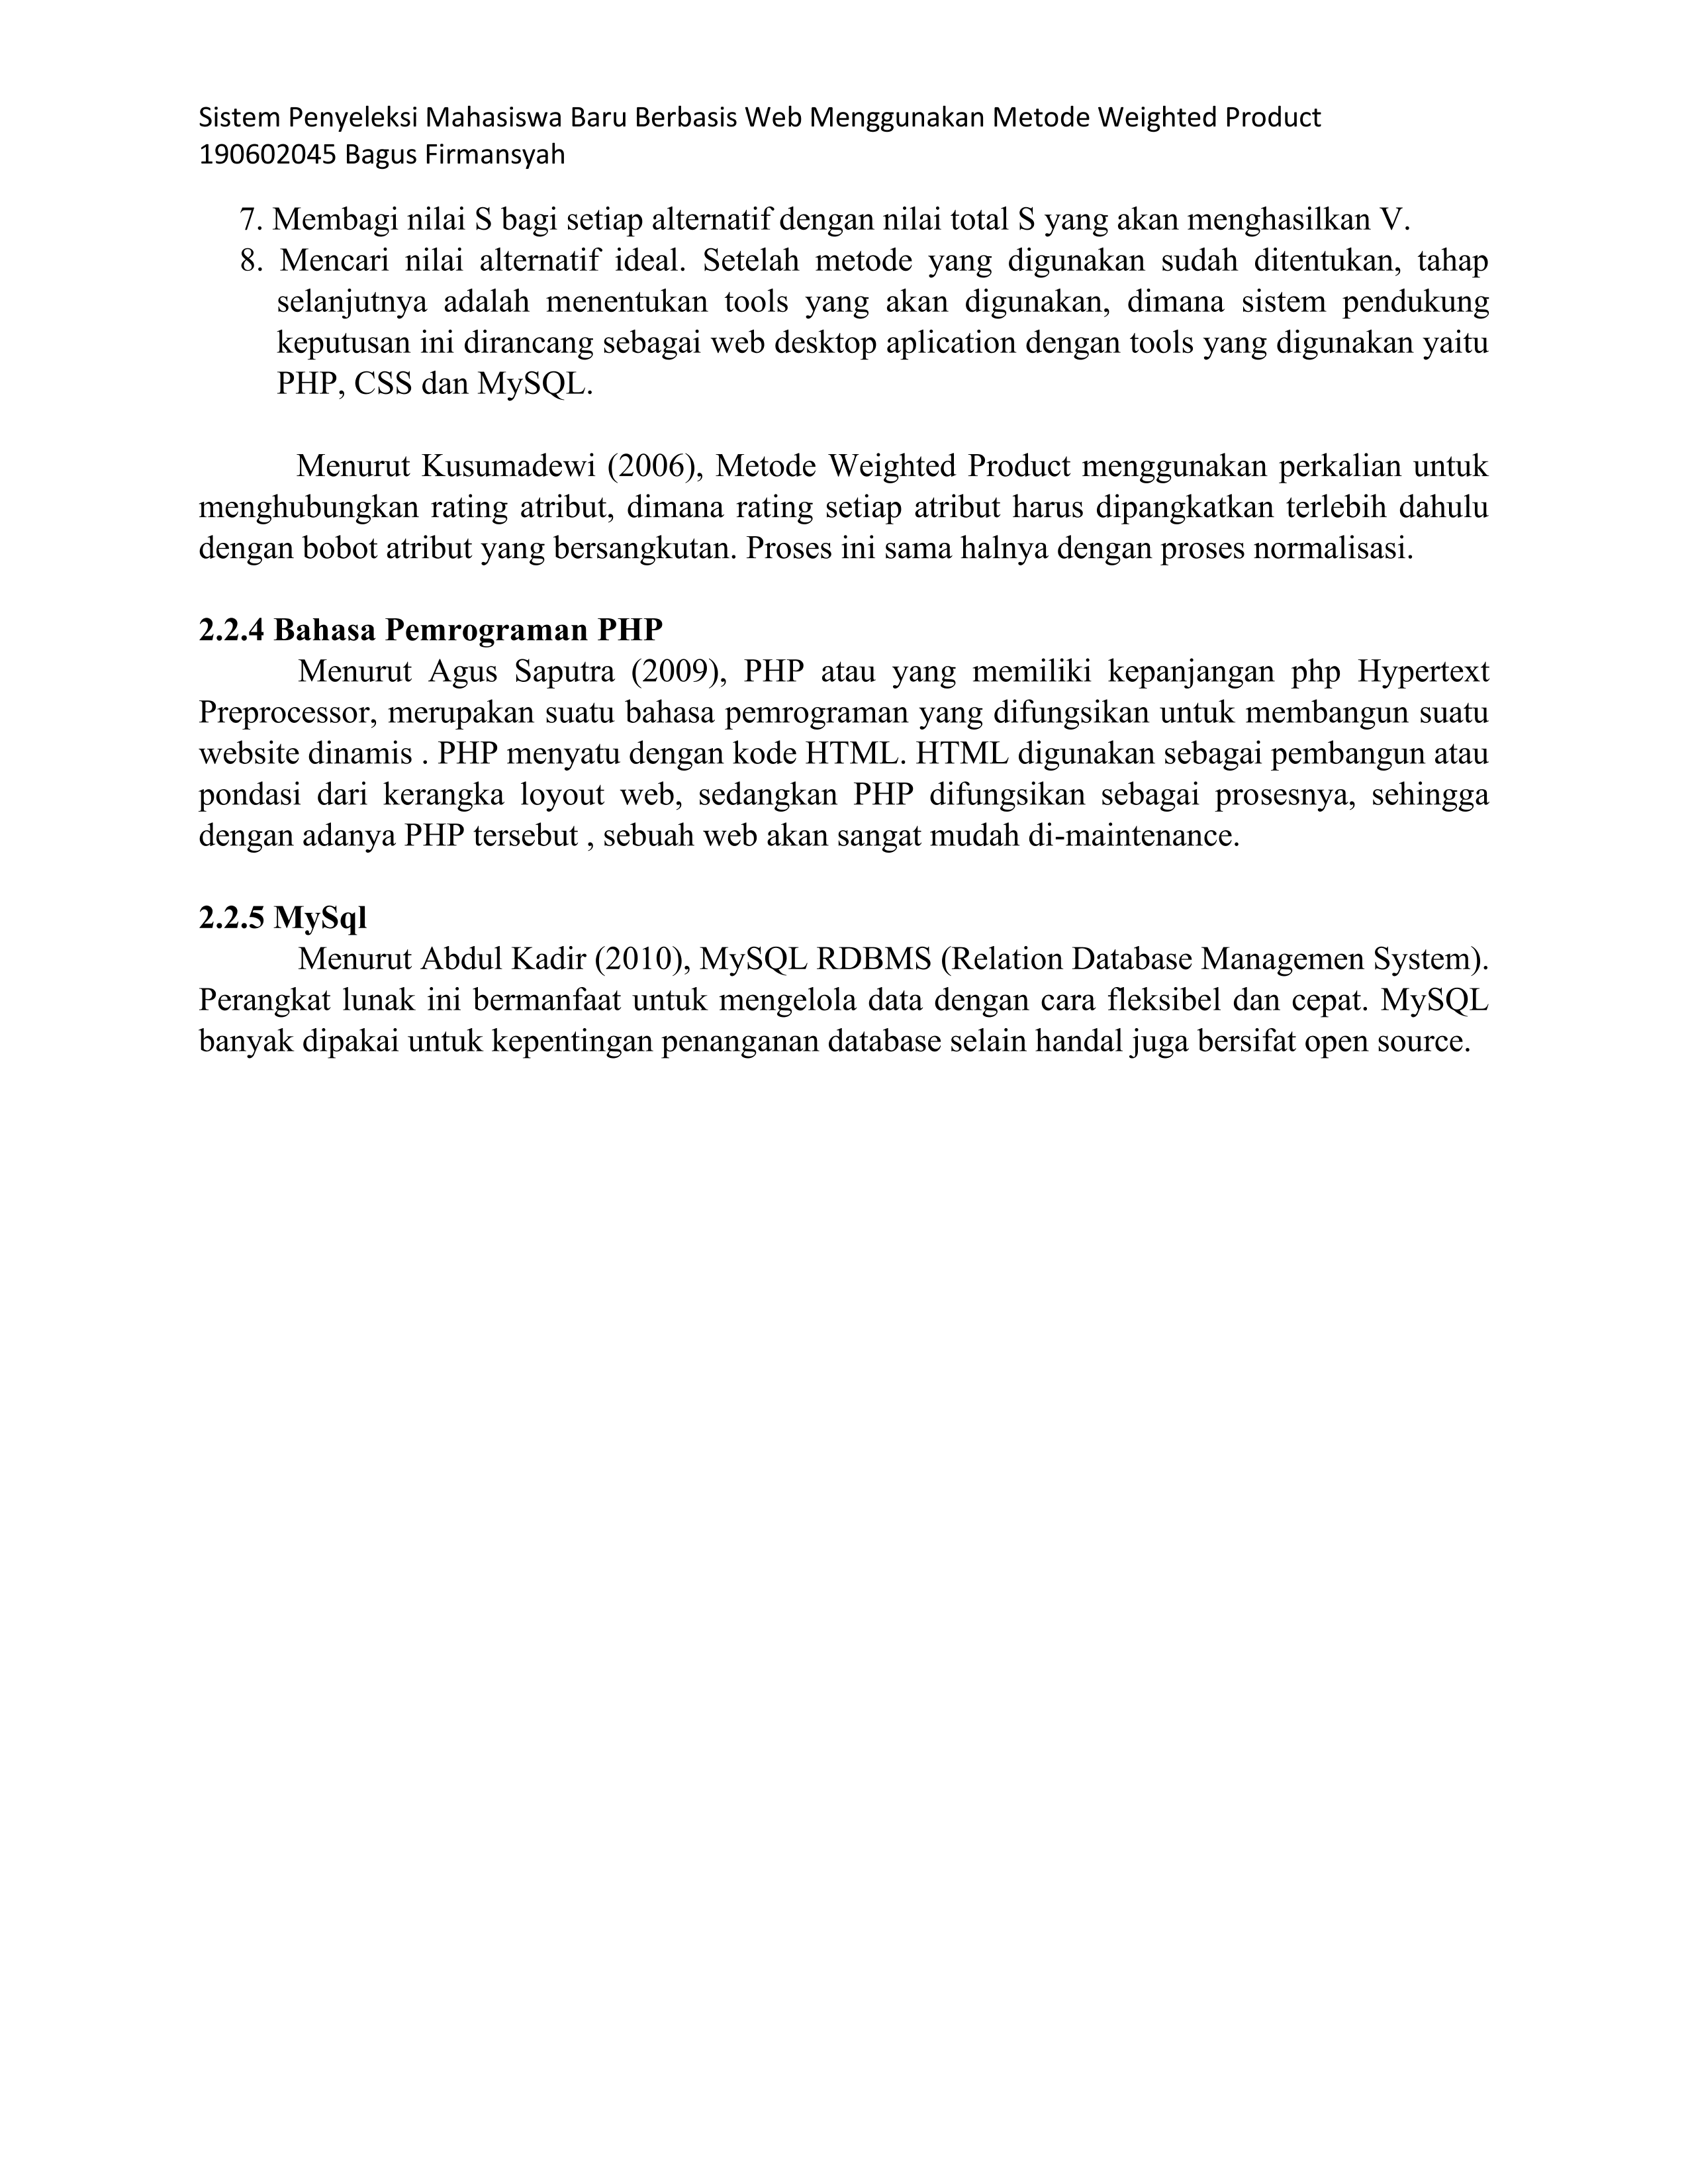 Sistem Penyeleksi Mahasiswa Baru Berbasis Web Menggunakan Metode Weighted Product
190602045 Bagus Firmansyah
7. Membagi nilai S bagi setiap alternatif dengan nilai total S yang akan menghasilkan V.
8. Mencari nilai alternatif ideal. Setelah metode yang digunakan sudah ditentukan, tahap
selanjutnya adalah menentukan tools yang akan digunakan, dimana sistem pendukung
keputusan ini dirancang sebagai web desktop aplication dengan tools yang digunakan yaitu
PHP, CSS dan MySQL.
Menurut Kusumadewi (2006), Metode Weighted Product menggunakan perkalian untuk
menghubungkan rating atribut, dimana rating setiap atribut harus dipangkatkan terlebih dahulu
dengan bobot atribut yang bersangkutan. Proses ini sama halnya dengan proses normalisasi.
2.2.4 Bahasa Pemrograman PHP
Menurut Agus Saputra (2009), PHP atau yang memiliki kepanjangan php Hypertext
Preprocessor, merupakan suatu bahasa pemrograman yang difungsikan untuk membangun suatu
website dinamis . PHP menyatu dengan kode HTML. HTML digunakan sebagai pembangun atau
pondasi dari kerangka loyout web, sedangkan PHP difungsikan sebagai prosesnya, sehingga
dengan adanya PHP tersebut , sebuah web akan sangat mudah di-maintenance.
2.2.5 MySql
Menurut Abdul Kadir (2010), MySQL RDBMS (Relation Database Managemen System).
Perangkat lunak ini bermanfaat untuk mengelola data dengan cara fleksibel dan cepat. MySQL
banyak dipakai untuk kepentingan penanganan database selain handal juga bersifat open source.